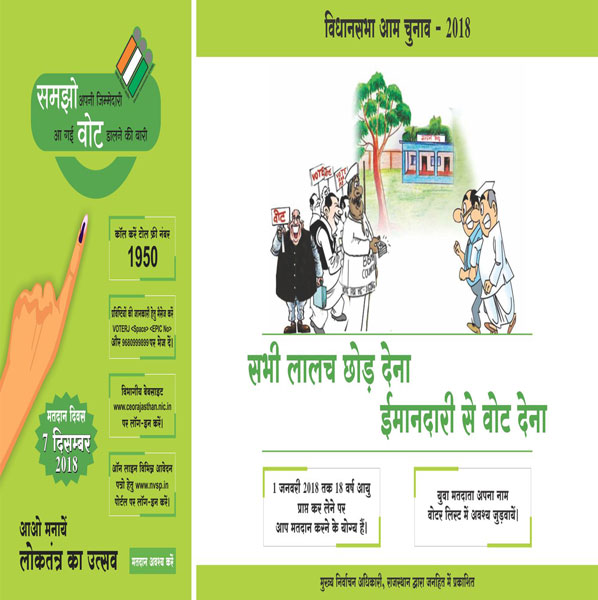 समझो अपनी जिम्मेदारी
आ गई वोट डालने की बारी
कॉल करें टोल फ्री नंबर
1950
प्रविष्टियों की जानकारी हेतु मैसेज करें
VOTERJ <Space> <EPIC No>
और 9680999899 पर भेज दें।
विभागीय वेबसाइट
www.ceorajasthan.nic.in
पर लॉग-इन करें।
मतदान दिवस
7 दिसम्बर
2018
ऑन लाइन विभिन्न आवेदन
पत्रों हेतु www.nvsp.in
पोर्टल पर लॉग-इन करें।
आओ मनायें
लोकतंत्र का उत्सव
मतदान अवश्य करें
विधानसभा आम चुनाव - 2018
वोट
सभी लालच छोड़ देना
ईमानदारी से वोट देना
1 जनवरी 2018 तक 18 वर्ष आयु
प्राप्त कर लेने पर
आप मतदान करने के योग्य हैं।
युवा मतदाता अपना नाम
वोटर लिस्ट में अवश्य जुड़वायें।
मुख्य निर्वाचन अधिकारी, राजस्थान द्वारा जनहित में प्रकाशित